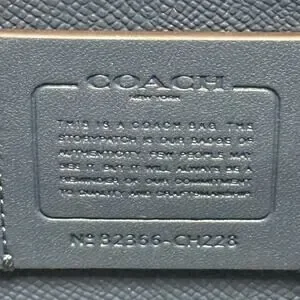 COACH
NEW YORK
THIS IS A COACH BAG. THE
STORYPATCH IS OUR BADGE OF
AUTHENTICITY. FEW PEOPLE MAY
SEE IT, BUT IT WILL ALWAYS BE A
REMINDER OF OUR COMMITMENT
TO QUALITY AND CRAFTSMANSHIP.
Nº B2366-CH228